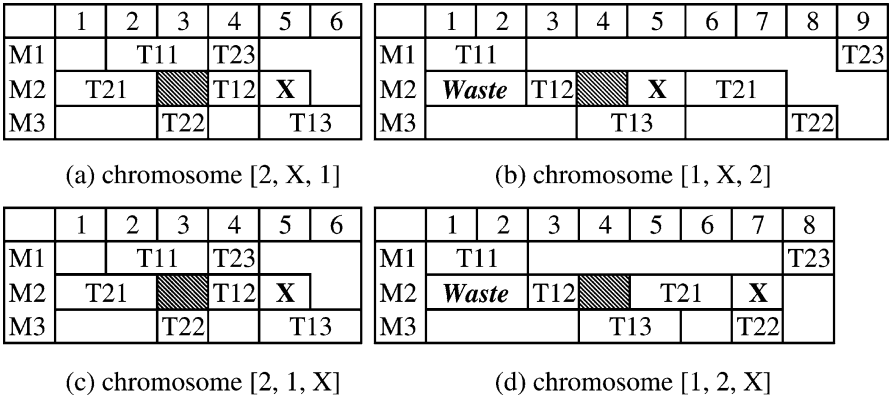 1 2 3 4 5 6
M1 T11 T23
M2 T21 T12 X
M3 T22 T13
(a) chromosome [2, X, 1]
1 2 3 4 5 6 7 8 9
M1 T11 T23
M2 Waste T12 X T21
M3 T13 T22
(b) chromosome [1, X, 2]
1 2 3 4 5 6
M1 T11 T23
M2 T21 T12 X
M3 T22 T13
(c) chromosome [2, 1, X]
1 2 3 4 5 6 7 8
M1 T11 T23
M2 Waste T12 T21 X
M3 T13 T22
(d) chromosome [1, 2, X]